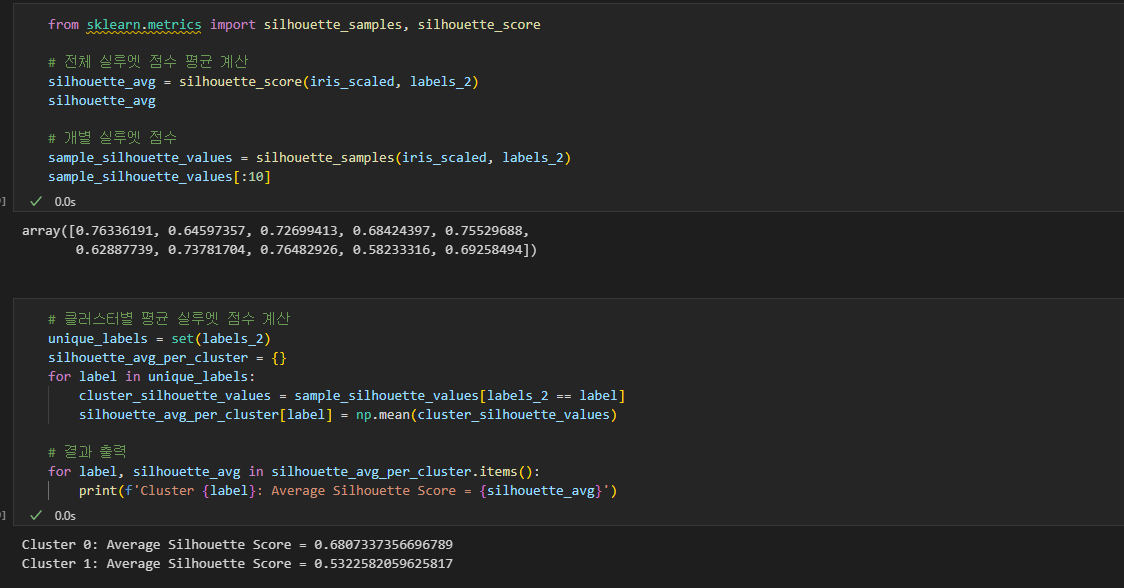 from sklearn.metrics import silhouette_samples, silhouette_score
# 전체 실루엣 점수 평균 계산
silhouette_avg = silhouette_score(iris_scaled, labels_2)
silhouette_avg
# 개별 실루엣 점수
sample_silhouette_values = silhouette_samples(iris_scaled, labels_2)
sample_silhouette_values[:10]
] ✓ 0.0s
array([0.76336191, 0.64597357, 0.72699413, 0.68424397, 0.75529688,
0.62887739, 0.73781704, 0.76482926, 0.58233316, 0.69258494])
# 클러스터별 평균 실루엣 점수 계산
unique_labels = set(labels_2)
silhouette_avg_per_cluster = {}
for label in unique_labels:
cluster_silhouette_values = sample_silhouette_values[labels_2 == label]
silhouette_avg_per_cluster[label] = np.mean(cluster_silhouette_values)
# 결과 출력
for label, silhouette_avg in silhouette_avg_per_cluster.items():
print(f'Cluster {label}: Average Silhouette Score = {silhouette_avg}')
] ✓ 0.0s
Cluster 0: Average Silhouette Score = 0.6807337356696789
Cluster 1: Average Silhouette Score = 0.5322582059625817